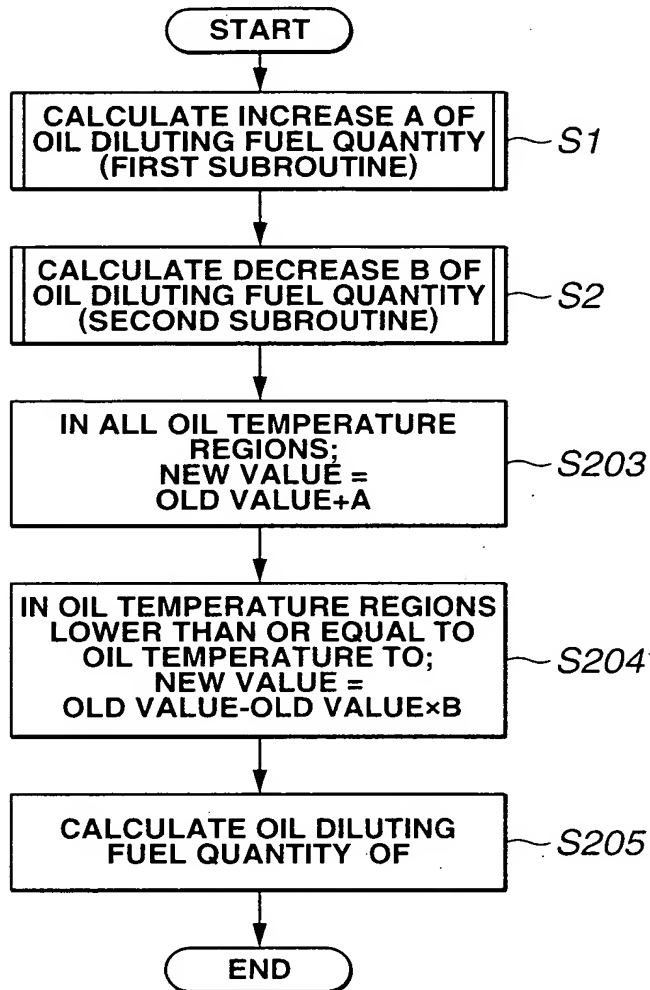 START
CALCULATE INCREASE A OF
OIL DILUTING FUEL QUANTITY
(FIRST SUBROUTINE)
S1
CALCULATE DECREASE B OF
OIL DILUTING FUEL QUANTITY
(SECOND SUBROUTINE)
S2
IN ALL OIL TEMPERATURE
REGIONS;
NEW VALUE =
OLD VALUE+A
S203
IN OIL TEMPERATURE REGIONS
LOWER THAN OR EQUAL TO
OIL TEMPERATURE TO;
NEW VALUE =
OLD VALUE-OLD VALUE×B
S204
CALCULATE OIL DILUTING
FUEL QUANTITY OF
S205
END